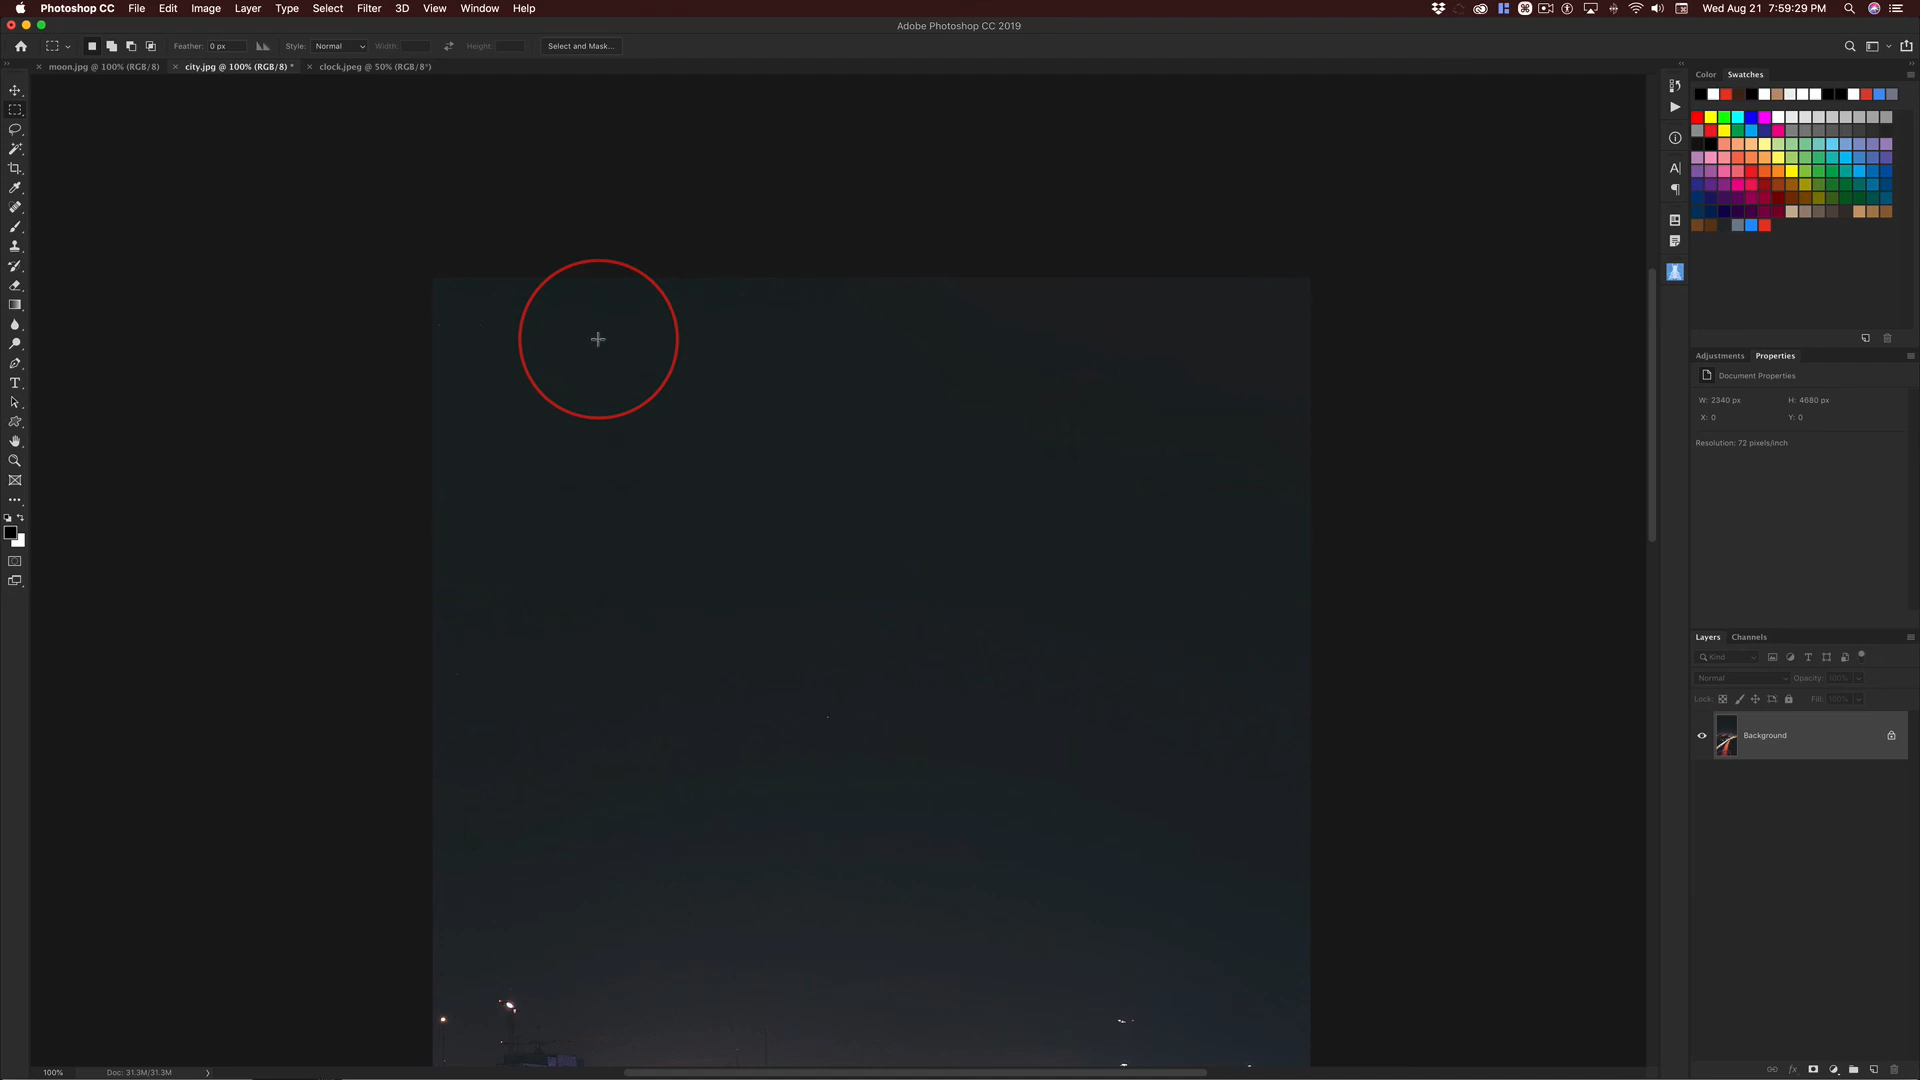 Photoshop CC File Edit Image Layer Type Select Filter 3D View Window Help Wed Aug 21 7:59:29 PM
Adobe Photoshop CC 2019
Feather: 0 px Style: Normal Width: Height: Select and Mask...
moon.jpg @ 100% (RGB/8) city.jpg @ 100% (RGB/8) * clock.jpeg @ 50% (RGB/8*)
Color Swatches
Adjustments Properties
Document Properties
W: 2340 px H: 4680 px
X: 0 Y: 0
Resolution: 72 pixels/inch
Layers Channels
Kind
Normal Opacity: 100%
Lock: Fill: 100%
Background
100% Doc: 31.3M/31.3M